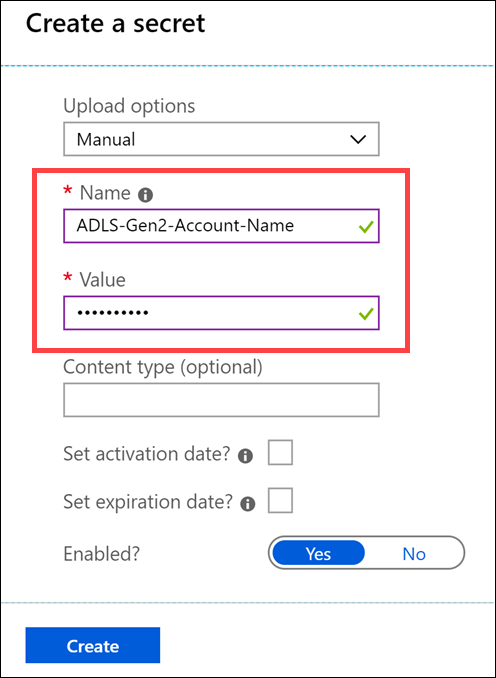 Create a secret
Upload options
Manual
* Name
ADLS-Gen2-Account-Name
* Value
••••••••••
Content type (optional)
Set activation date?
Set expiration date?
Enabled?
Yes No
Create